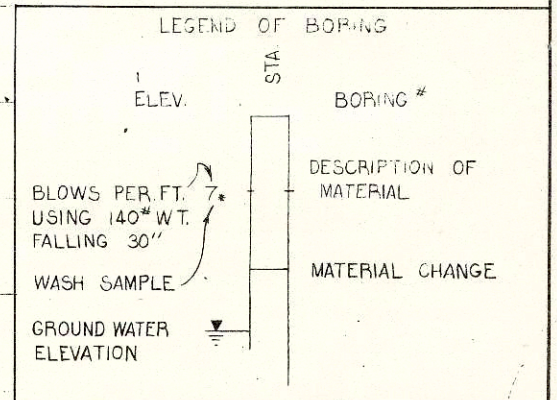 LEGEND OF BORING
STA.
ELEV.
BORING #
BLOWS PER. FT. 7*
USING 140# WT.
FALLING 30"
DESCRIPTION OF
MATERIAL
WASH SAMPLE
MATERIAL CHANGE
GROUND WATER
ELEVATION